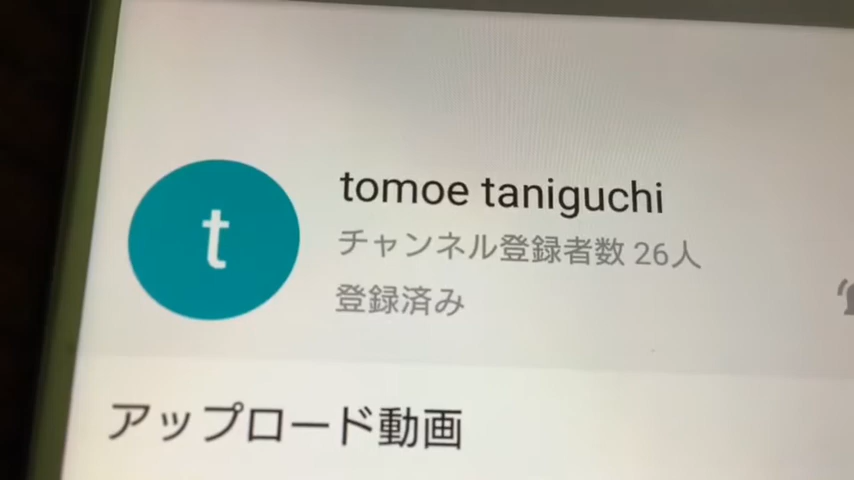 t
tomoe taniguchi
チャンネル登録者数 26人
登録済み
アップロード動画